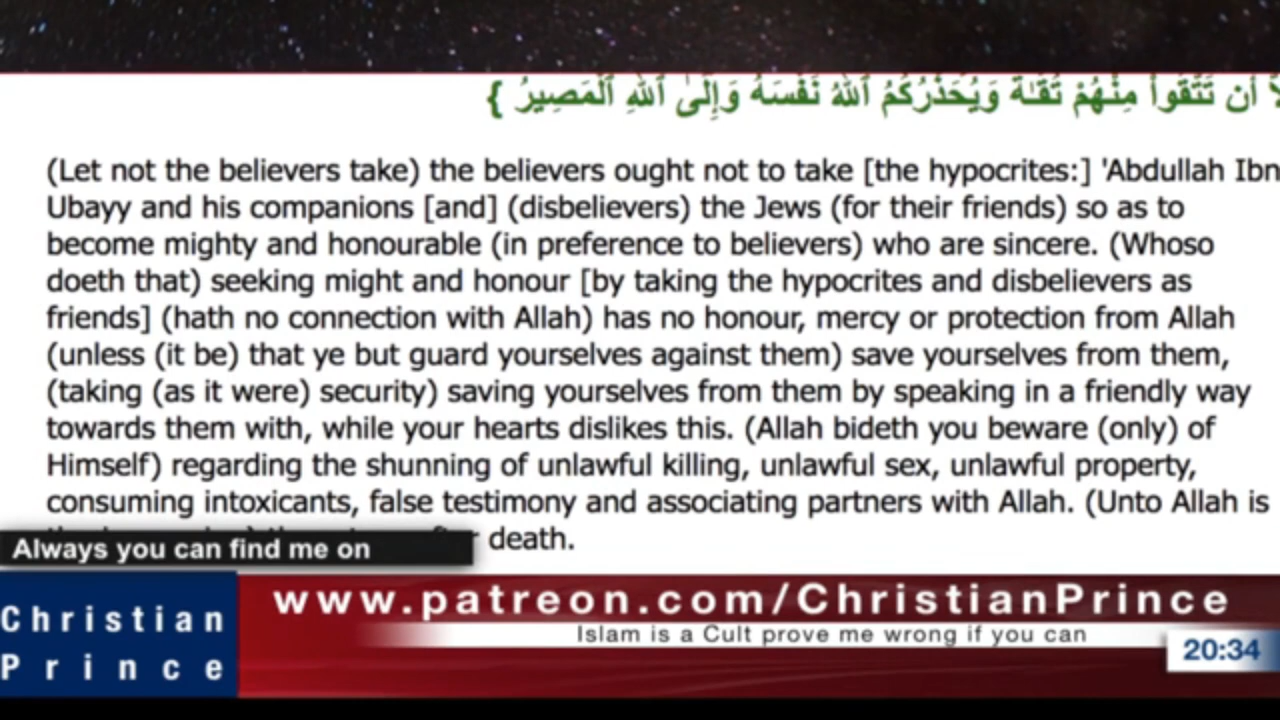 أَن تَتَّقُواْ مِنْهُمْ تُقَـٰةً وَيُحَذِّرُكُمُ ٱللَّهُ نَفْسَهُ وَإِلَىٰ ٱللَّهِ ٱلْمَصِيرُ }
(Let not the believers take) the believers ought not to take [the hypocrites:] 'Abdullah Ibn
Ubayy and his companions [and] (disbelievers) the Jews (for their friends) so as to
become mighty and honourable (in preference to believers) who are sincere. (Whoso
doeth that) seeking might and honour [by taking the hypocrites and disbelievers as
friends] (hath no connection with Allah) has no honour, mercy or protection from Allah
(unless (it be) that ye but guard yourselves against them) save yourselves from them,
(taking (as it were) security) saving yourselves from them by speaking in a friendly way
towards them with, while your hearts dislikes this. (Allah bideth you beware (only) of
Himself) regarding the shunning of unlawful killing, unlawful sex, unlawful property,
consuming intoxicants, false testimony and associating partners with Allah. (Unto Allah is
death.
Always you can find me on
Christian
Prince
www.patreon.com/ChristianPrince
Islam is a Cult prove me wrong if you can
20:34